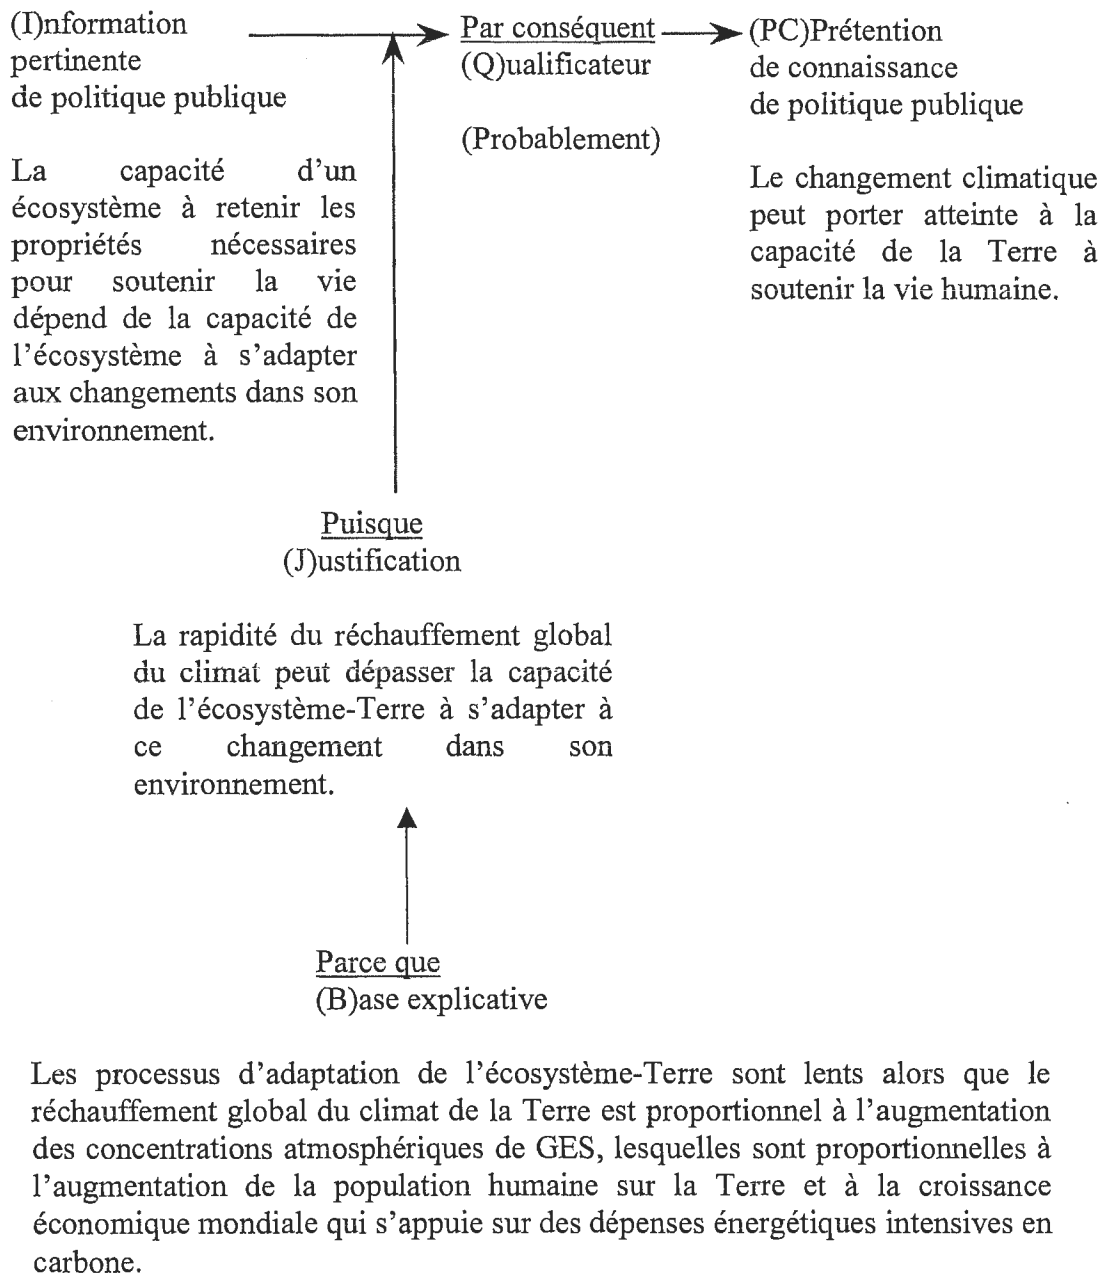 (I)nformation
pertinente
de politique publique
Par conséquent
(Q)ualificateur
(Probablement)
(PC)Prétention
de connaissance
de politique publique
La capacité d'un
écosystème à retenir les
propriétés nécessaires
pour soutenir la vie
dépend de la capacité de
l'écosystème à s'adapter
aux changements dans son
environnement.
Le changement climatique
peut porter atteinte à la
capacité de la Terre à
soutenir la vie humaine.
Puisque
(J)ustification
La rapidité du réchauffement global
du climat peut dépasser la capacité
de l'écosystème-Terre à s'adapter à
ce changement dans son
environnement.
Parce que
(B)ase explicative
Les processus d'adaptation de l'écosystème-Terre sont lents alors que le
réchauffement global du climat de la Terre est proportionnel à l'augmentation
des concentrations atmosphériques de GES, lesquelles sont proportionnelles à
l'augmentation de la population humaine sur la Terre et à la croissance
économique mondiale qui s'appuie sur des dépenses énergétiques intensives en
carbone.